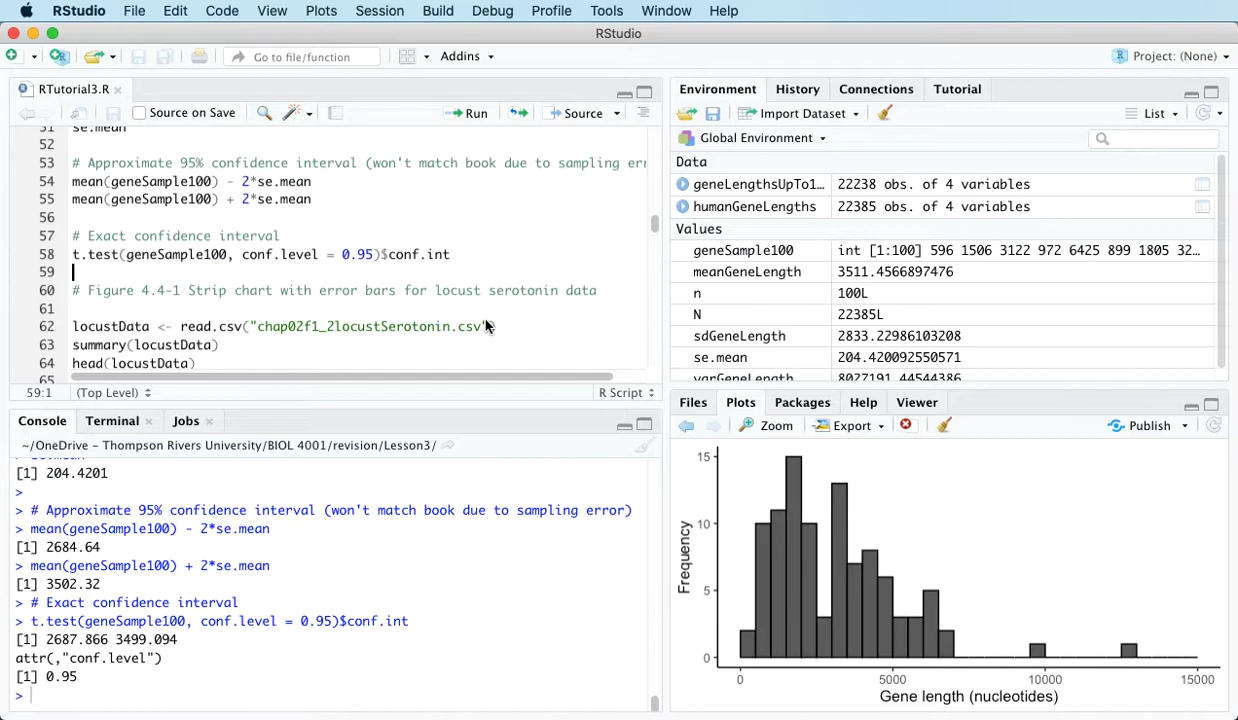 RStudio File Edit Code View Plots Session Build Debug Profile Tools Window Help
RStudio
Go to file/function Addins Project: (None)
RTutorial3.R
Source on Save Run Source
51 se.mean
52
53 # Approximate 95% confidence interval (won't match book due to sampling err
54 mean(geneSample100) - 2*se.mean
55 mean(geneSample100) + 2*se.mean
56
57 # Exact confidence interval
58 t.test(geneSample100, conf.level = 0.95)$conf.int
59
60 # Figure 4.4-1 Strip chart with error bars for locust serotonin data
61
62 locustData <- read.csv("chap02f1_2locustSerotonin.csv")
63 summary(locustData)
64 head(locustData)
65
59:1 (Top Level) R Script
Console Terminal Jobs
~/OneDrive – Thompson Rivers University/BIOL 4001/revision/Lesson3/
> se.mean
[1] 204.4201
>
> # Approximate 95% confidence interval (won't match book due to sampling error)
> mean(geneSample100) - 2*se.mean
[1] 2684.64
> mean(geneSample100) + 2*se.mean
[1] 3502.32
> # Exact confidence interval
> t.test(geneSample100, conf.level = 0.95)$conf.int
[1] 2687.866 3499.094
attr(,"conf.level")
[1] 0.95
>
Environment History Connections Tutorial
Import Dataset List
Global Environment
Data
geneLengthsUpTo1… 22238 obs. of 4 variables
humanGeneLengths 22385 obs. of 4 variables
Values
geneSample100 int [1:100] 596 1506 3122 972 6425 899 1805 32…
meanGeneLength 3511.4566897476
n 100L
N 22385L
sdGeneLength 2833.22986103208
se.mean 204.420092550571
varGeneLength 8027191.44544386
Files Plots Packages Help Viewer
Zoom Export Publish
15
10
5
0
Frequency
0 5000 10000 15000
Gene length (nucleotides)